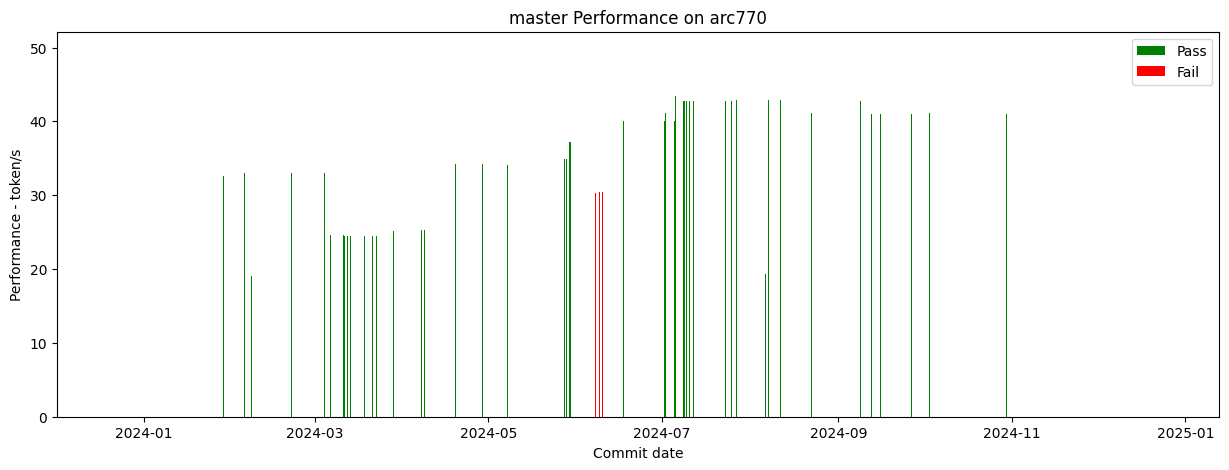 master Performance on arc770
Performance - token/s
50
40
30
20
10
0
Pass
Fail
2024-01
2024-03
2024-05
2024-07
2024-09
2024-11
2025-01
Commit date